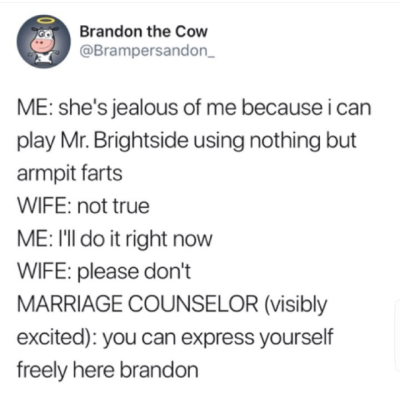 Brandon the Cow
@Brampersandon_
ME: she's jealous of me because i can
play Mr. Brightside using nothing but
armpit farts
WIFE: not true
ME: I'll do it right now
WIFE: please don't
MARRIAGE COUNSELOR (visibly
excited): you can express yourself
freely here brandon